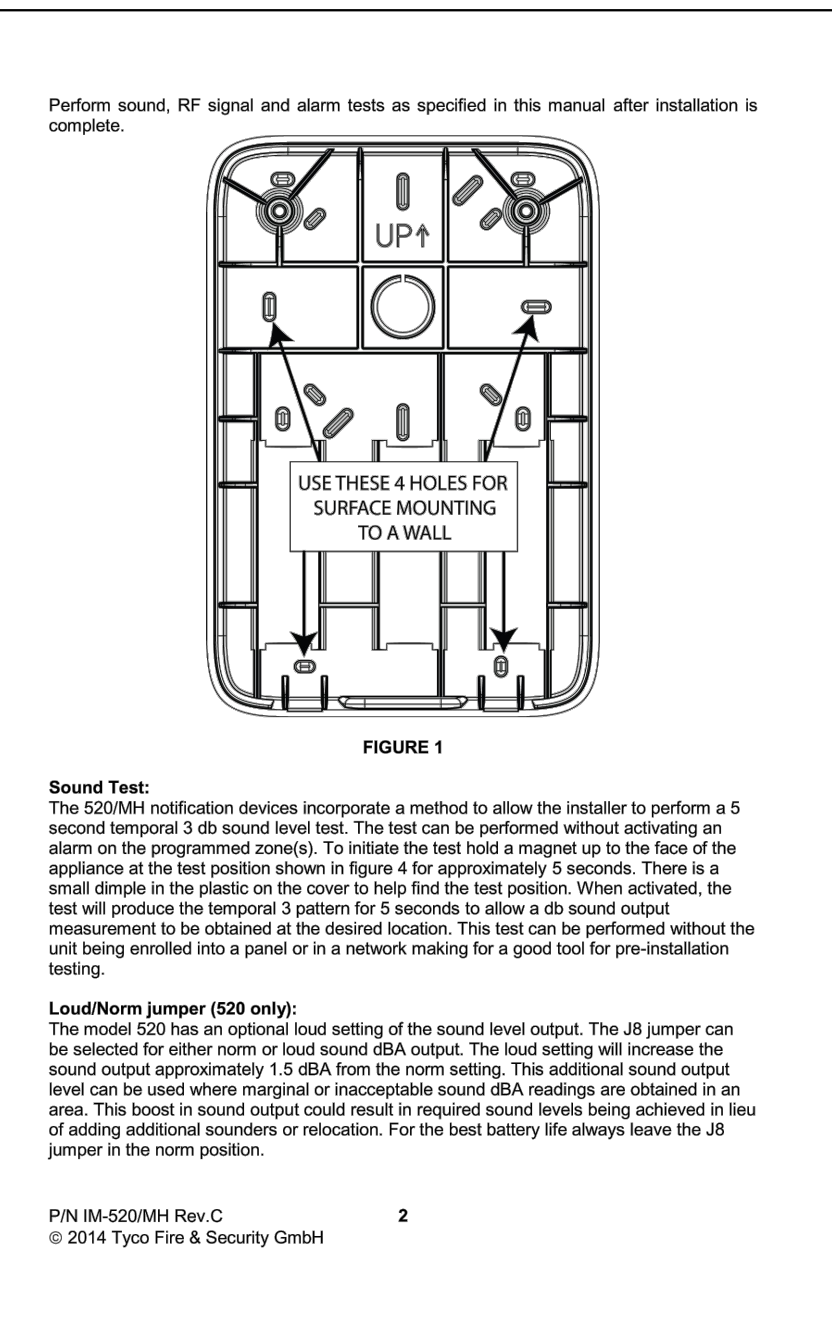 Perform sound, RF signal and alarm tests as specified in this manual after installation is
complete.
UP↑
USE THESE 4 HOLES FOR
SURFACE MOUNTING
TO A WALL
FIGURE 1
Sound Test:
The 520/MH notification devices incorporate a method to allow the installer to perform a 5
second temporal 3 db sound level test. The test can be performed without activating an
alarm on the programmed zone(s). To initiate the test hold a magnet up to the face of the
appliance at the test position shown in figure 4 for approximately 5 seconds. There is a
small dimple in the plastic on the cover to help find the test position. When activated, the
test will produce the temporal 3 pattern for 5 seconds to allow a db sound output
measurement to be obtained at the desired location. This test can be performed without the
unit being enrolled into a panel or in a network making for a good tool for pre-installation
testing.
Loud/Norm jumper (520 only):
The model 520 has an optional loud setting of the sound level output. The J8 jumper can
be selected for either norm or loud sound dBA output. The loud setting will increase the
sound output approximately 1.5 dBA from the norm setting. This additional sound output
level can be used where marginal or inacceptable sound dBA readings are obtained in an
area. This boost in sound output could result in required sound levels being achieved in lieu
of adding additional sounders or relocation. For the best battery life always leave the J8
jumper in the norm position.
P/N IM-520/MH Rev.C
2
© 2014 Tyco Fire & Security GmbH